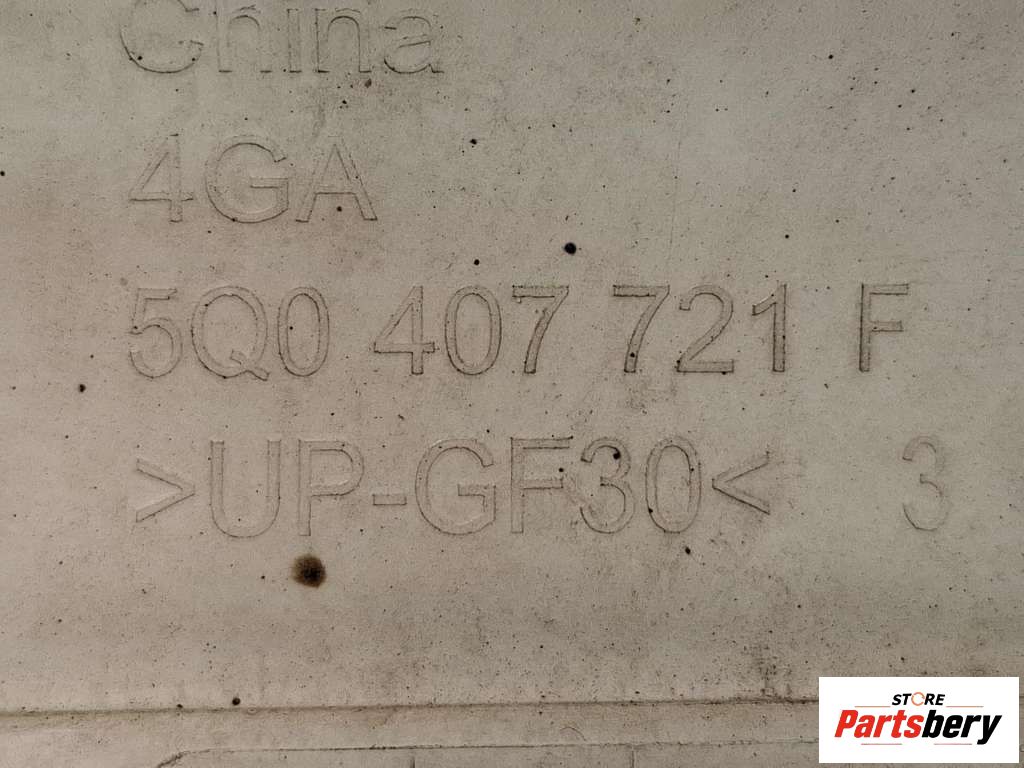 China
4GA
5Q0 407 721 F
>UP-GF30< 3
STORE
Partsbery